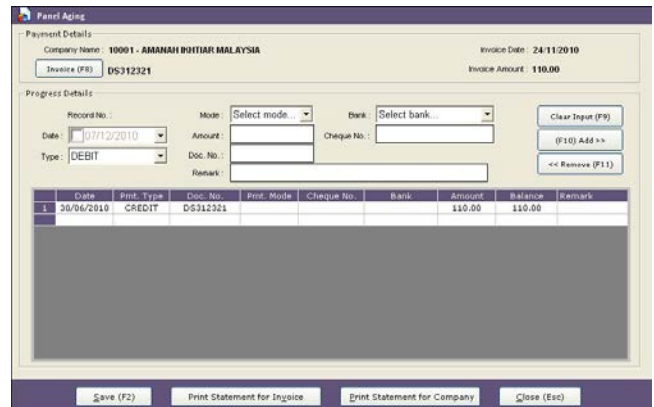 Panel Aging
Payment Details
Company Name : 10001 - AMANAH IKHTIAR MALAYSIA
Invoice Date : 24/11/2010
Invoice (F8) DS312321
Invoice Amount : 110.00
Progress Details
Record No. :
Mode : Select mode...
Bank : Select bank...
Clear Input (F9)
Date : 07/12/2010
Amount :
Cheque No. :
(F10) Add >>
Type : DEBIT
Doc. No. :
<< Remove (F11)
Remark :
Date Pmt. Type Doc. No. Pmt. Mode Cheque No. Bank Amount Balance Remark
1 30/06/2010 CREDIT DS312321 110.00 110.00
Save (F2) Print Statement for Invoice Print Statement for Company Close (Esc)